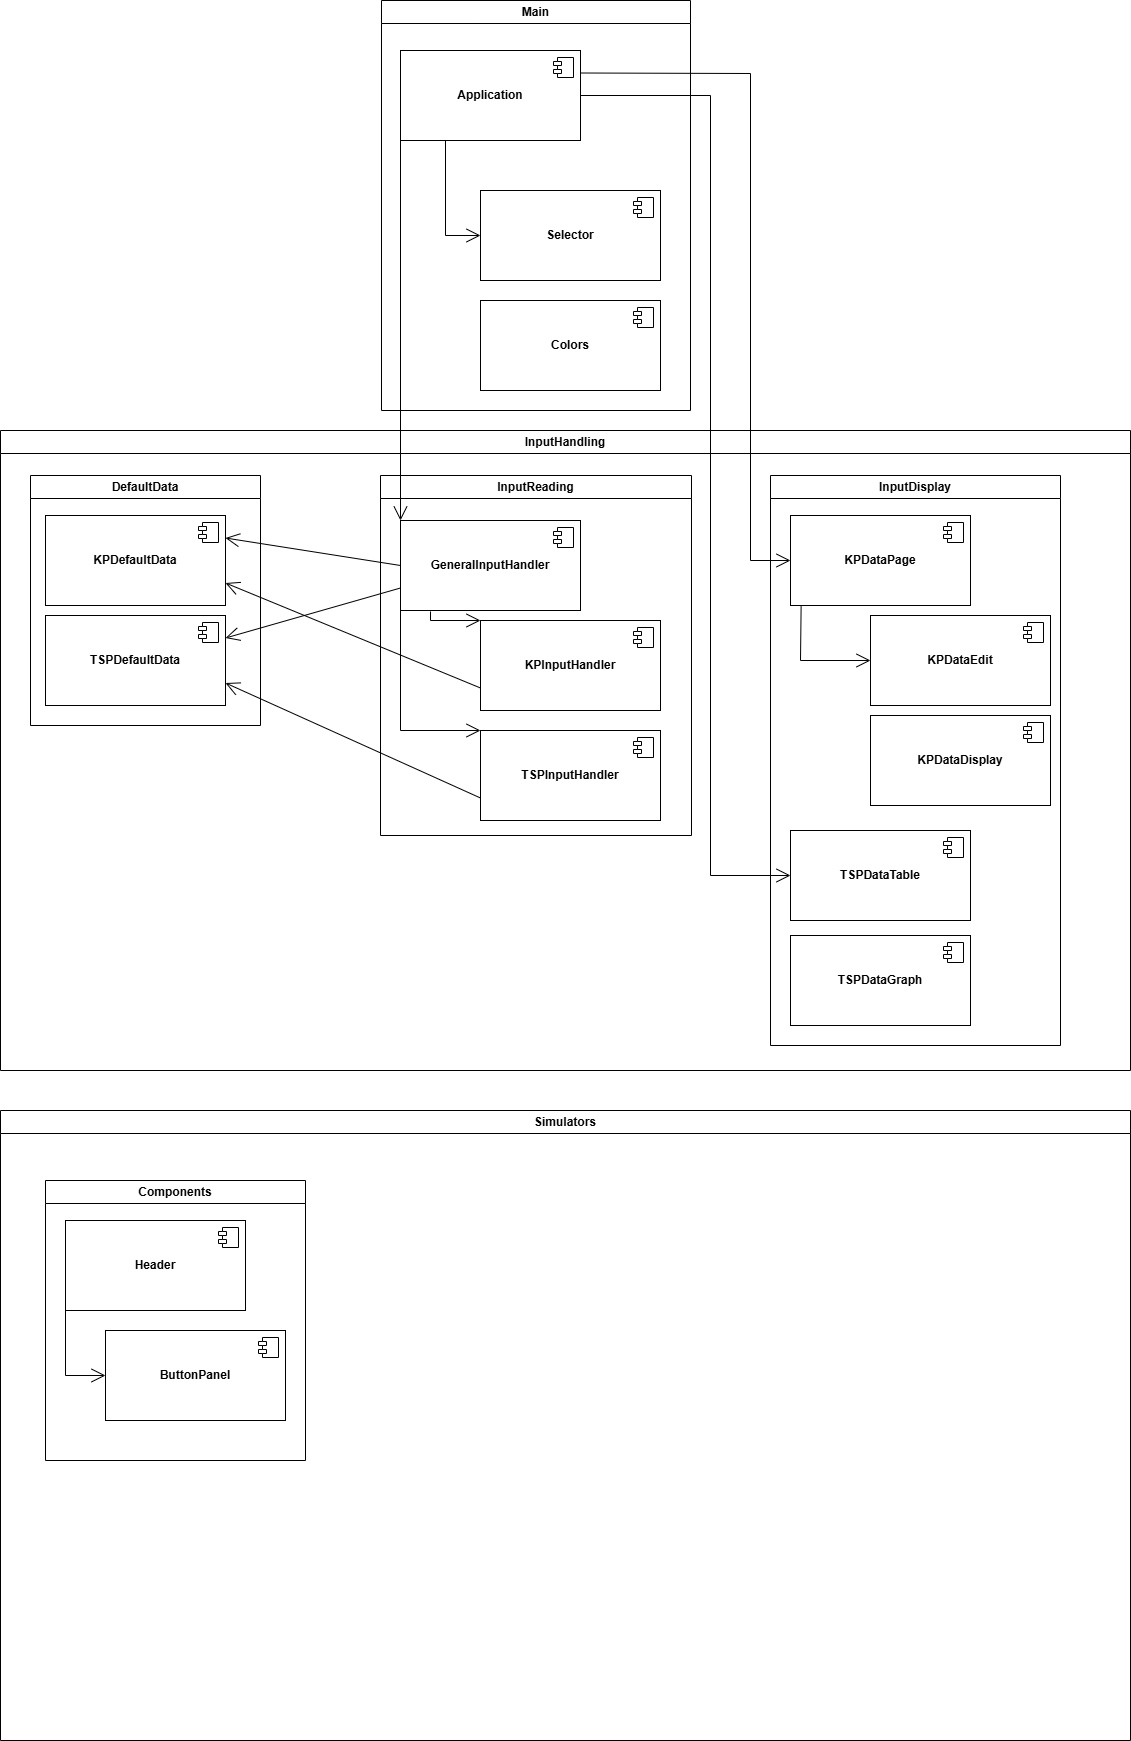 Main
Application
Selector
Colors
InputHandling
DefaultData
KPDefaultData
TSPDefaultData
InputReading
GeneralInputHandler
KPInputHandler
TSPInputHandler
InputDisplay
KPDataPage
KPDataEdit
KPDataDisplay
TSPDataTable
TSPDataGraph
Simulators
Components
Header
ButtonPanel